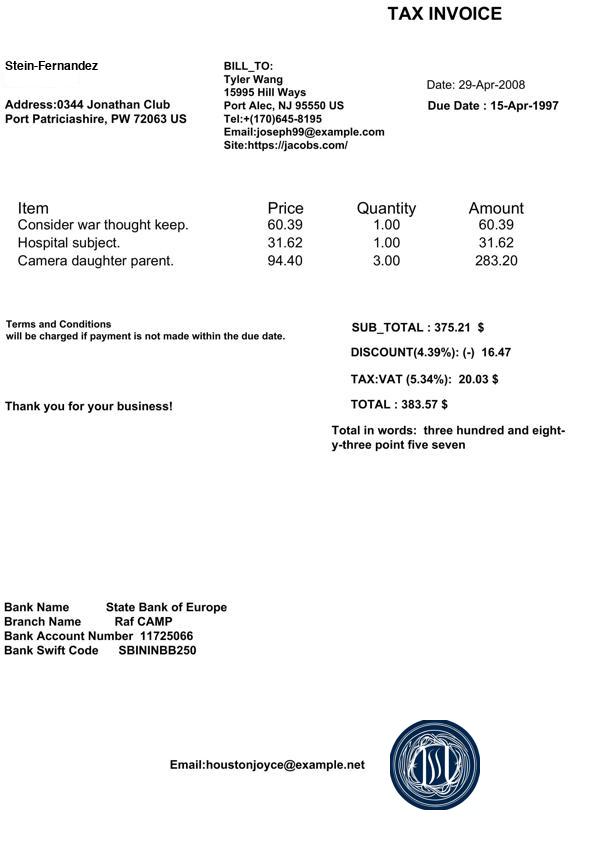 TAX INVOICE
Stein-Fernandez
Address:0344 Jonathan Club
Port Patriciashire, PW 72063 US
BILL_TO:
Tyler Wang
15995 Hill Ways
Port Alec, NJ 95550 US
Tel:+(170)645-8195
Email:joseph99@example.com
Site:https://jacobs.com/
Date: 29-Apr-2008
Due Date : 15-Apr-1997
Item Price Quantity Amount
Consider war thought keep. 60.39 1.00 60.39
Hospital subject. 31.62 1.00 31.62
Camera daughter parent. 94.40 3.00 283.20
Terms and Conditions
will be charged if payment is not made within the due date.
SUB_TOTAL : 375.21 $
DISCOUNT(4.39%): (-) 16.47
TAX:VAT (5.34%): 20.03 $
TOTAL : 383.57 $
Thank you for your business!
Total in words: three hundred and eight-
y-three point five seven
Bank Name State Bank of Europe
Branch Name Raf CAMP
Bank Account Number 11725066
Bank Swift Code SBININBB250
Email:houstonjoyce@example.net